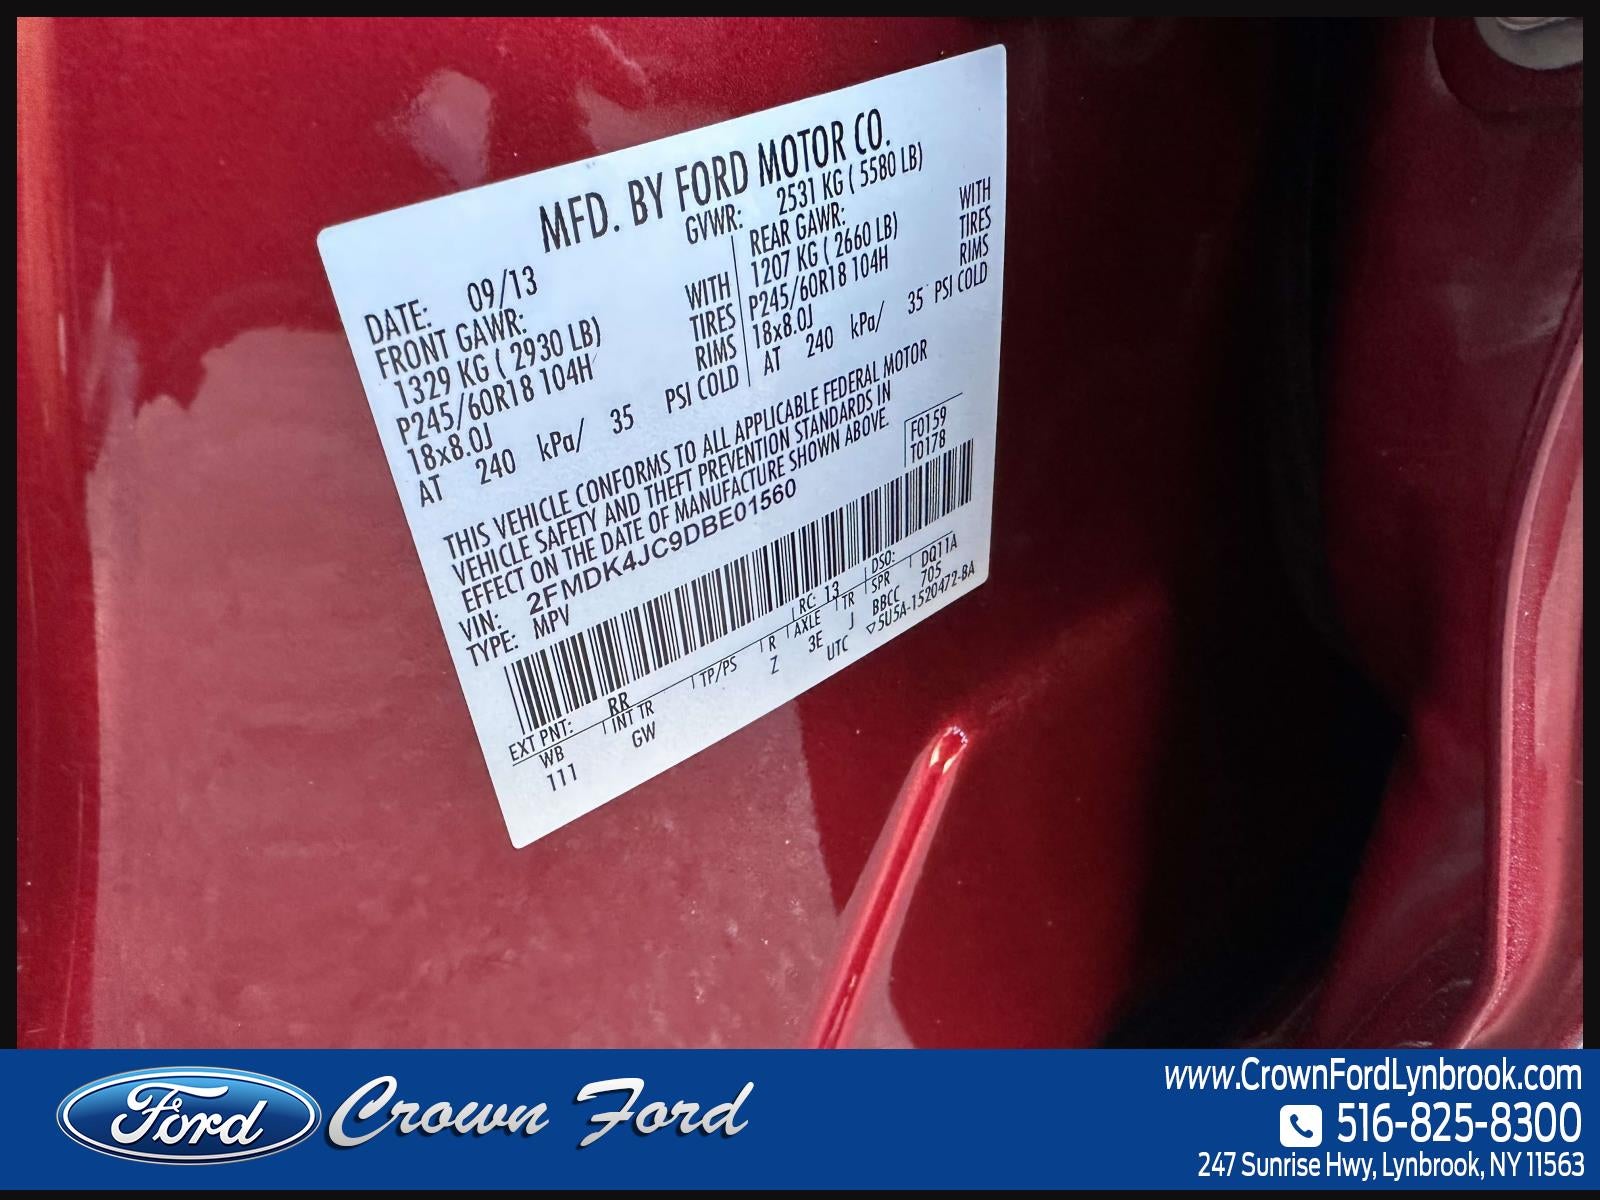 MFD. BY FORD MOTOR CO.
DATE: 09/13 GVWR: 2531 KG ( 5580 LB)
FRONT GAWR: REAR GAWR:
1329 KG ( 2930 LB) WITH 1207 KG ( 2660 LB) WITH
P245/60R18 104H TIRES P245/60R18 104H TIRES
18x8.0J RIMS 18x8.0J RIMS
AT 240 kPa/ 35 PSI COLD AT 240 kPa/ 35 PSI COLD
THIS VEHICLE CONFORMS TO ALL APPLICABLE FEDERAL MOTOR
VEHICLE SAFETY AND THEFT PREVENTION STANDARDS IN
EFFECT ON THE DATE OF MANUFACTURE SHOWN ABOVE.
VIN: 2FMDK4JC9DBE01560 F0159
TYPE: MPV T0178
EXT PNT: RR RC: 13 DSO:
WB INT TR TP/PS R AXLE TR SPR DQ11A
111 GW Z 3E J BBCC 705
UTC ▽5U5A-1520472-BA
Ford Crown Ford
www.CrownFordLynbrook.com
516-825-8300
247 Sunrise Hwy, Lynbrook, NY 11563